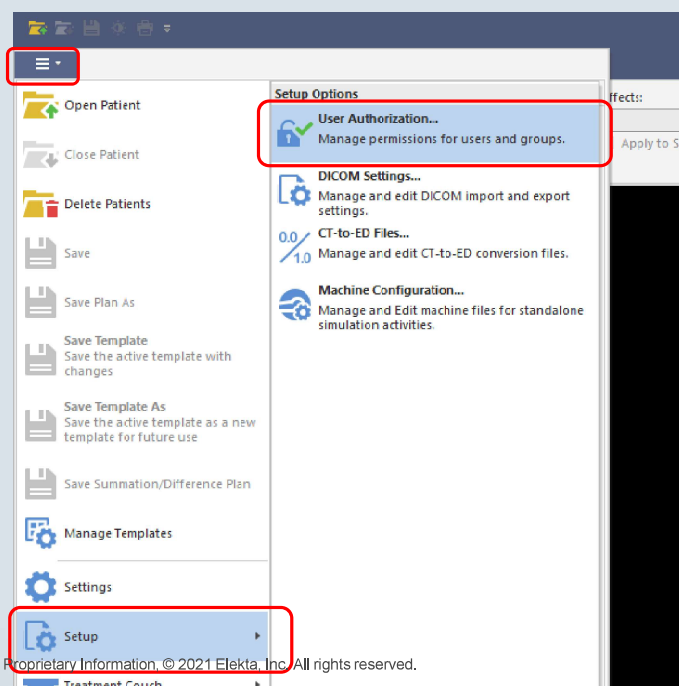 Open Patient
Close Patient
Delete Patients
Save
Save Plan As
Save Template
Save the active template with
changes
Save Template As
Save the active template as a new
template for future use
Save Summation/Difference Plan
Manage Templates
Settings
Setup
Treatment Couch
Setup Options
User Authorization...
Manage permissions for users and groups.
DICOM Settings...
Manage and edit DICOM import and export
settings.
0.0
1.0
CT-to-ED Files...
Manage and edit CT-to-ED conversion files.
Machine Configuration...
Manage and Edit machine files for standalone
simulation activities.
ffect::
Apply to S
Proprietary Information, © 2021 Elekta, Inc. All rights reserved.